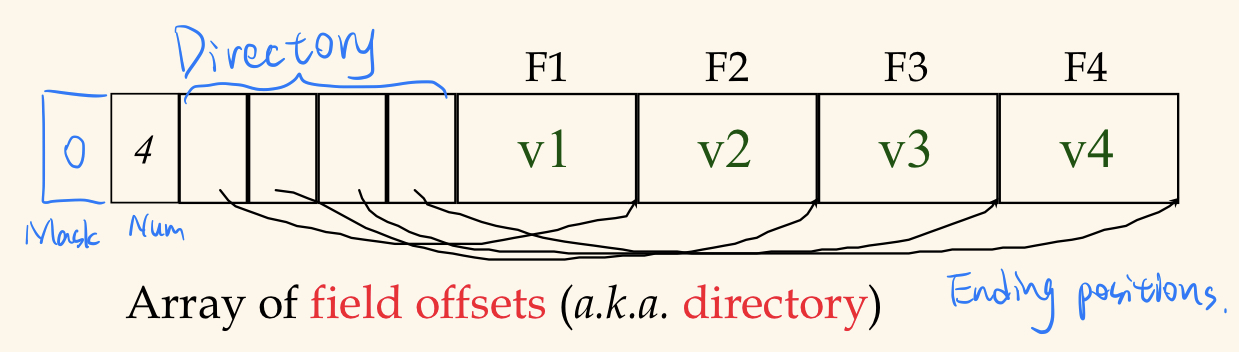 Directory
F1 F2 F3 F4
0 4 v1 v2 v3 v4
Mask Num
Array of field offsets (a.k.a. directory)
Ending positions.